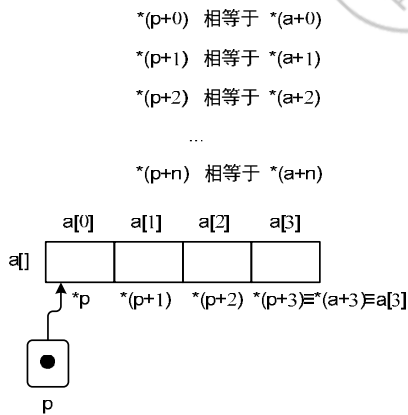 *(p+0) 相等于 *(a+0)
*(p+1) 相等于 *(a+1)
*(p+2) 相等于 *(a+2)
...
*(p+n) 相等于 *(a+n)
a[0] a[1] a[2] a[3]
a[]
*p *(p+1) *(p+2) *(p+3)≡*(a+3)≡a[3]
p